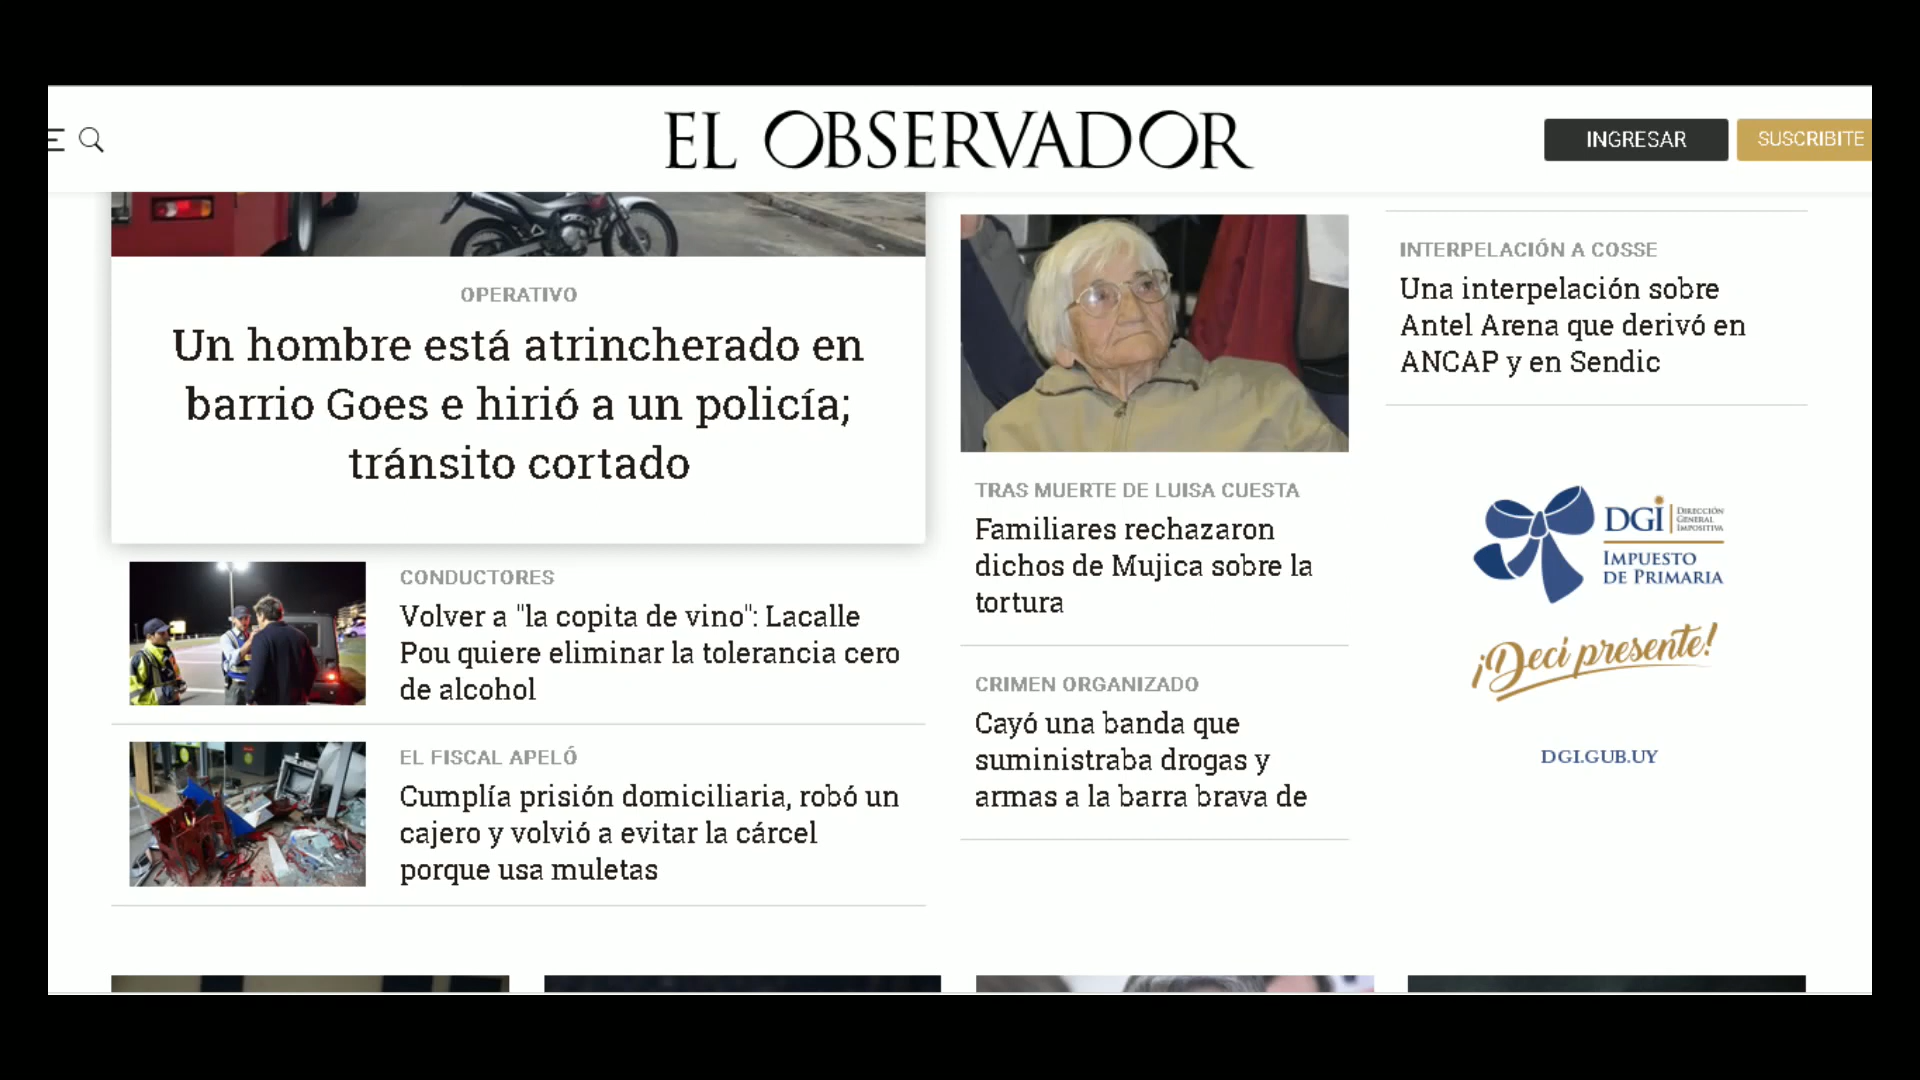 EL OBSERVADOR
INGRESAR
SUSCRIBITE
OPERATIVO
Un hombre está atrincherado en
barrio Goes e hirió a un policía;
tránsito cortado
CONDUCTORES
Volver a "la copita de vino": Lacalle
Pou quiere eliminar la tolerancia cero
de alcohol
EL FISCAL APELÓ
Cumplía prisión domiciliaria, robó un
cajero y volvió a evitar la cárcel
porque usa muletas
TRAS MUERTE DE LUISA CUESTA
Familiares rechazaron
dichos de Mujica sobre la
tortura
CRIMEN ORGANIZADO
Cayó una banda que
suministraba drogas y
armas a la barra brava de
INTERPELACIÓN A COSSE
Una interpelación sobre
Antel Arena que derivó en
ANCAP y en Sendic
DGI
DIRECCIÓN
GENERAL
IMPOSITIVA
IMPUESTO
DE PRIMARIA
¡Decí presente!
DGI.GUB.UY